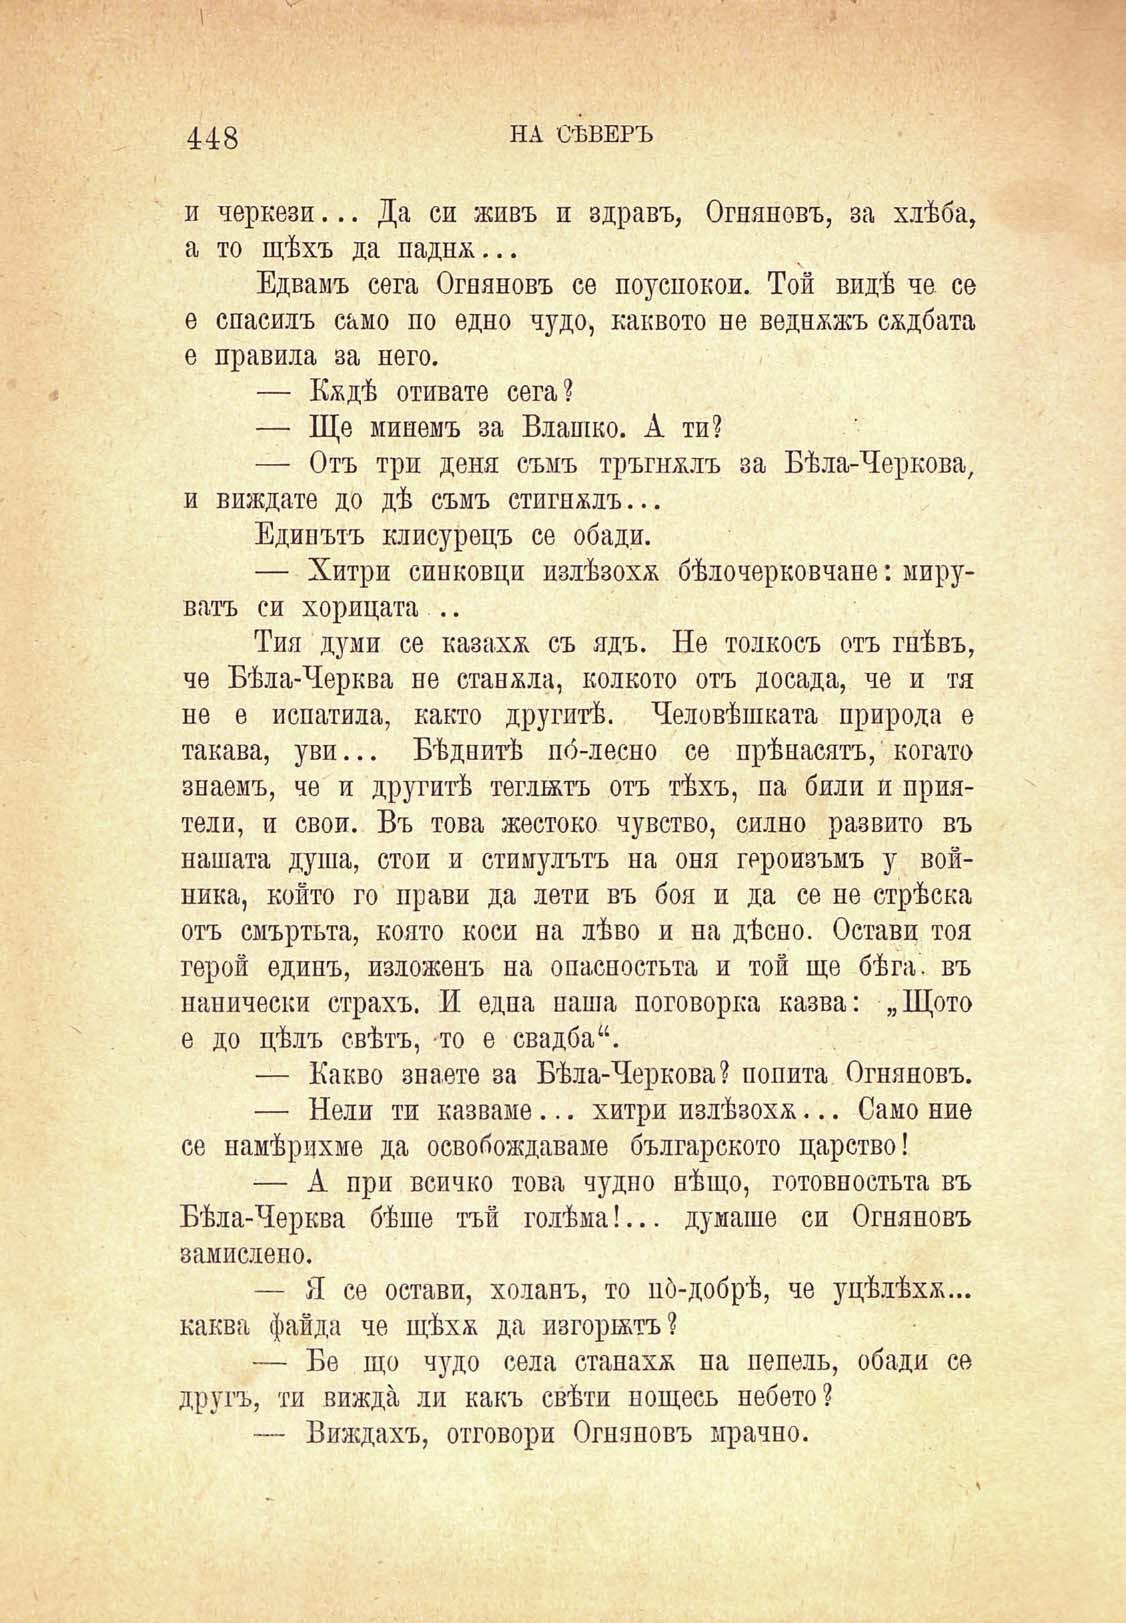 448 НА СѢВЕРЪ
и черкези... Да си живъ и здравъ, Огняновъ, за хлѣба,
а то щѣхъ да паднѫ...
Едвамъ сега Огняновъ се поуспокои. Той видѣ че се
е спасилъ само по едно чудо, каквото не веднѫжъ сѫдбата
е правила за него.
— Кѫдѣ отивате сега?
— Ще минемъ за Влашко. А ти?
— Отъ три деня съмъ тръгнѫлъ за Бѣла-Черкова,
и виждате до дѣ съмъ стигнѫлъ...
Единътъ клисурецъ се обади.
— Хитри синковци излѣзохѫ бѣлочерковчане: миру-
ватъ си хорицата ..
Тия думи се казахѫ съ ядъ. Не толкосъ отъ гнѣвъ,
че Бѣла-Черква не станѫла, колкото отъ досада, че и тя
не е испатила, както другитѣ. Человѣшката природа е
такава, уви... Бѣднитѣ по́-лесно се прѣнасятъ, когато
знаемъ, че и другитѣ теглѭтъ отъ тѣхъ, па били и прия-
тели, и свои. Въ това жестоко чувство, силно развито въ
нашата душа, стои и стимулътъ на оня героизъмъ у вой-
ника, който го прави да лети въ боя и да се не стрѣска
отъ смъртьта, която коси на лѣво и на дѣсно. Остави тоя
герой единъ, изложенъ на опасностьта и той ще бѣга въ
панически страхъ. И една наша поговорка казва: „Щото
е до цѣлъ свѣтъ, то е свадба“.
— Какво знаете за Бѣла-Черкова? попита Огняновъ.
— Нели ти казваме... хитри излѣзохѫ... Само ние
се намѣрихме да освобождаваме българското царство!
— А при всичко това чудно нѣщо, готовностьта въ
Бѣла-Черква бѣше тъй голѣма!... думаше си Огняновъ
замислено.
— Я се остави, холанъ, то по̀-добрѣ, че уцѣлѣхѫ...
каква файда че щѣхѫ да изгорѭтъ?
— Бе що чудо села станахѫ на пепель, обади се
другъ, ти вижда̀ ли какъ свѣти нощесь небето?
— Виждахъ, отговори Огняновъ мрачно.